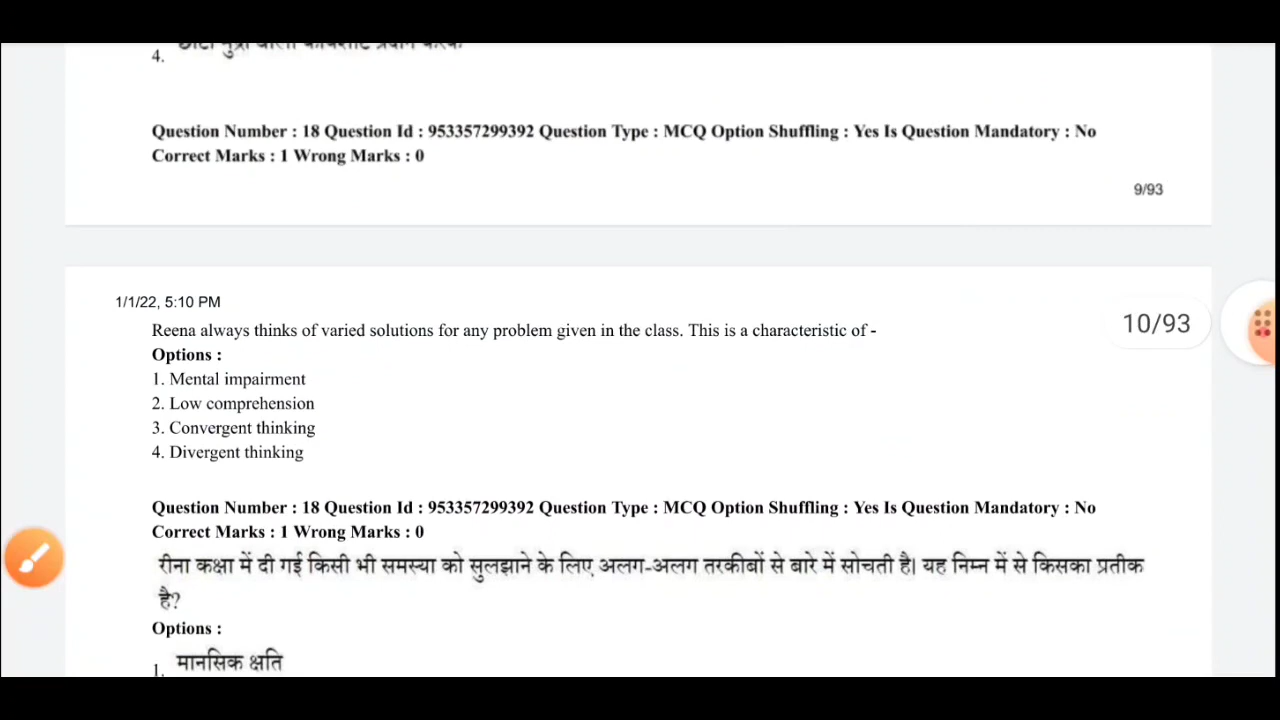 4.
Question Number : 18 Question Id : 953357299392 Question Type : MCQ Option Shuffling : Yes Is Question Mandatory : No
Correct Marks : 1 Wrong Marks : 0
9/93
1/1/22, 5:10 PM
10/93
Reena always thinks of varied solutions for any problem given in the class. This is a characteristic of -
Options :
1. Mental impairment
2. Low comprehension
3. Convergent thinking
4. Divergent thinking
Question Number : 18 Question Id : 953357299392 Question Type : MCQ Option Shuffling : Yes Is Question Mandatory : No
Correct Marks : 1 Wrong Marks : 0
रीना कक्षा में दी गई किसी भी समस्या को सुलझाने के लिए अलग-अलग तरकीबों से बारे में सोचती है। यह निम्न में से किसका प्रतीक
है?
Options :
1. मानसिक क्षति